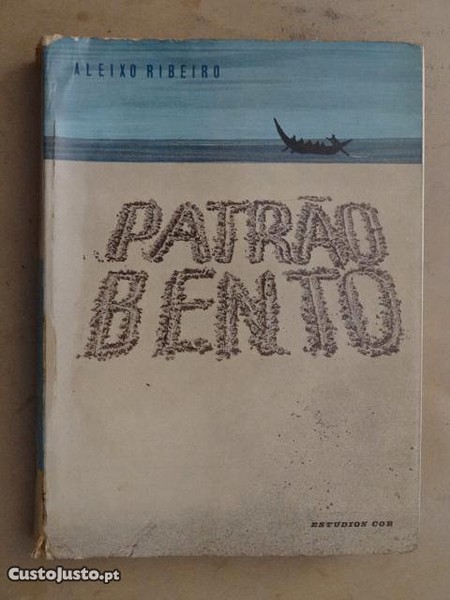 ALEIXO RIBEIRO
PATRÃO
BENTO
ESTUDIOS COR
CustoJusto.pt